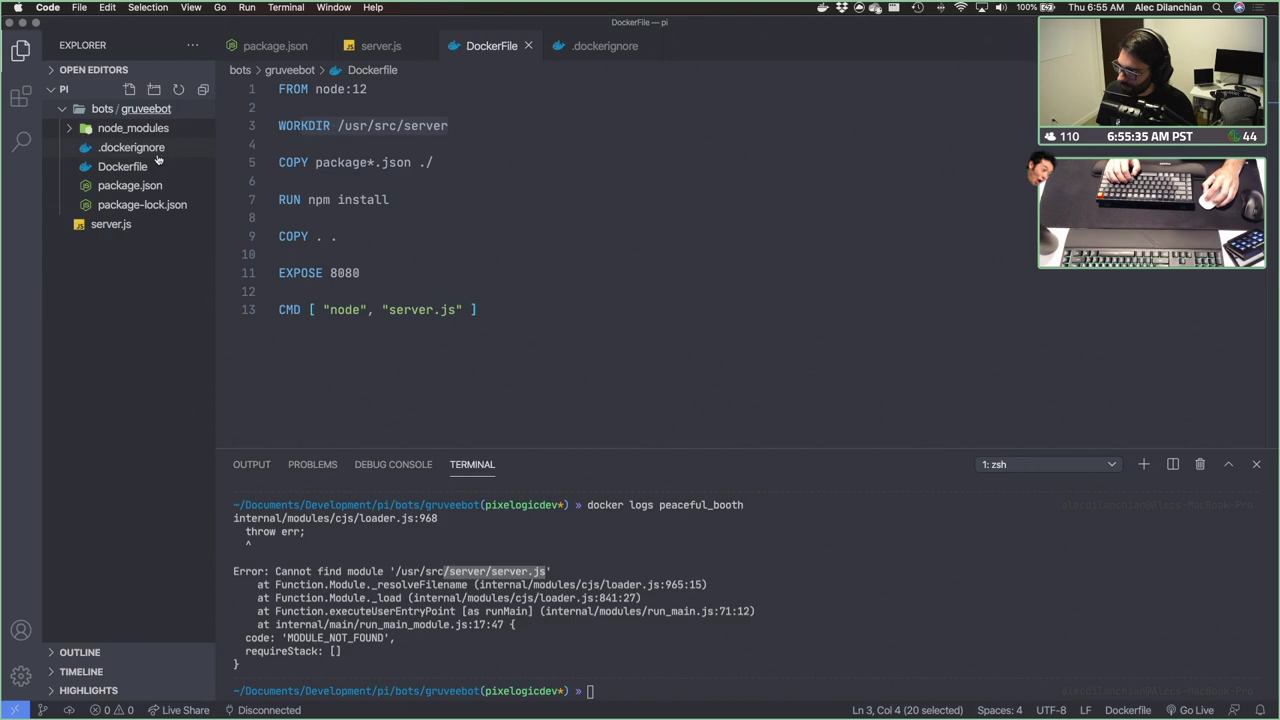 Code File Edit Selection View Go Run Terminal Window Help
100% Thu 6:55 AM Alec Dilanchian
DockerFile — pi
EXPLORER
package.json
server.js
DockerFile
.dockerignore
OPEN EDITORS
PI
bots / gruveebot
node_modules
.dockerignore
Dockerfile
package.json
package-lock.json
server.js
bots > gruveebot > Dockerfile
1 FROM node:12
2
3 WORKDIR /usr/src/server
4
5 COPY package*.json ./
6
7 RUN npm install
8
9 COPY . .
10
11 EXPOSE 8080
12
13 CMD [ "node", "server.js" ]
110 6:55:35 AM PST 44
OUTPUT PROBLEMS DEBUG CONSOLE TERMINAL
1: zsh
~/Documents/Development/pi/bots/gruveebot(pixelogicdev*) » docker logs peaceful_booth alecdilanchian@Alecs-MacBook-Pro
internal/modules/cjs/loader.js:968
throw err;
^
Error: Cannot find module '/usr/src/server/server.js'
at Function.Module._resolveFilename (internal/modules/cjs/loader.js:965:15)
at Function.Module._load (internal/modules/cjs/loader.js:841:27)
at Function.executeUserEntryPoint [as runMain] (internal/modules/run_main.js:71:12)
at internal/main/run_main_module.js:17:47 {
code: 'MODULE_NOT_FOUND',
requireStack: []
}
~/Documents/Development/pi/bots/gruveebot(pixelogicdev*) » alecdilanchian@Alecs-MacBook-Pro
OUTLINE
TIMELINE
HIGHLIGHTS
0 0 Live Share Disconnected
Ln 3, Col 4 (20 selected) Spaces: 4 UTF-8 LF Dockerfile Go Live